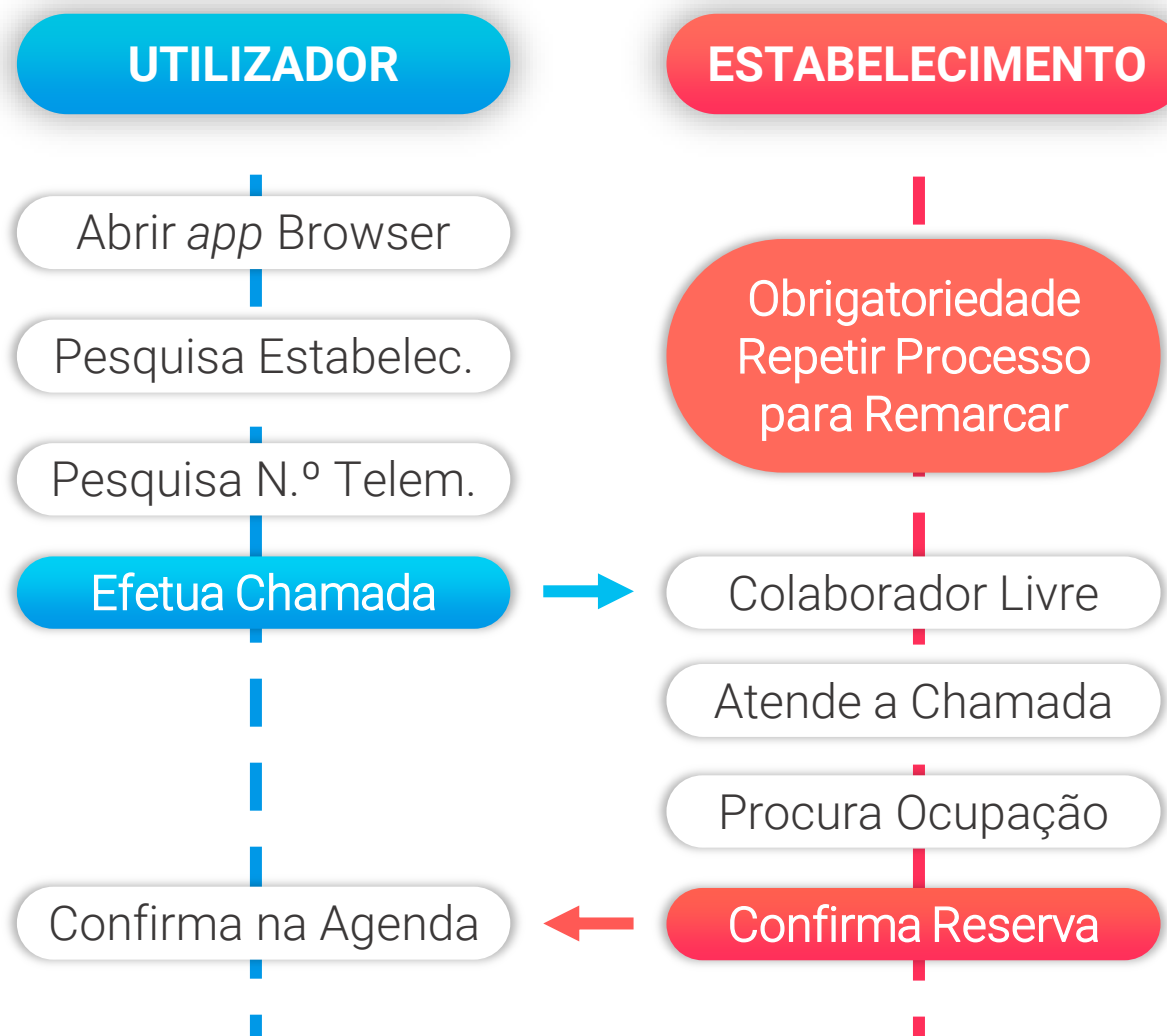 UTILIZADOR
Abrir app Browser
Pesquisa Estabelec.
Pesquisa N.º Telem.
Efetua Chamada
Confirma na Agenda
ESTABELECIMENTO
Obrigatoriedade
Repetir Processo
para Remarcar
Colaborador Livre
Atende a Chamada
Procura Ocupação
Confirma Reserva